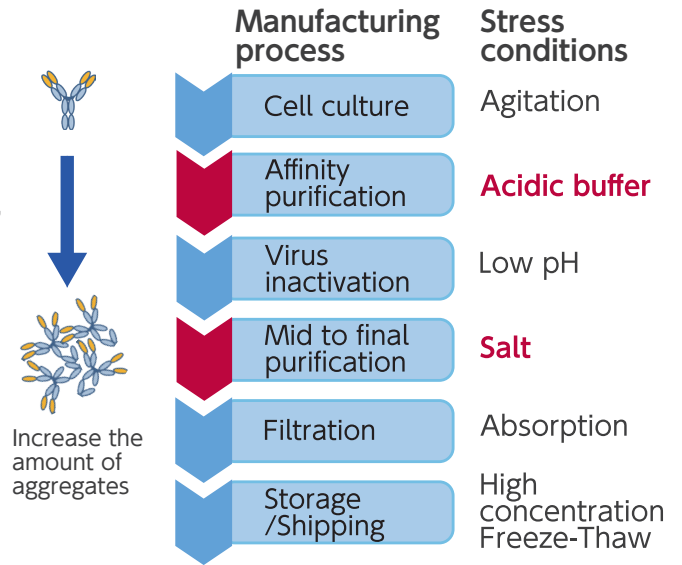 Manufacturing
process
Stress
conditions
Cell culture
Agitation
Affinity
purification
Acidic buffer
Virus
inactivation
Low pH
Mid to final
purification
Salt
Filtration
Absorption
Storage
/Shipping
High
concentration
Freeze-Thaw
Increase the
amount of
aggregates